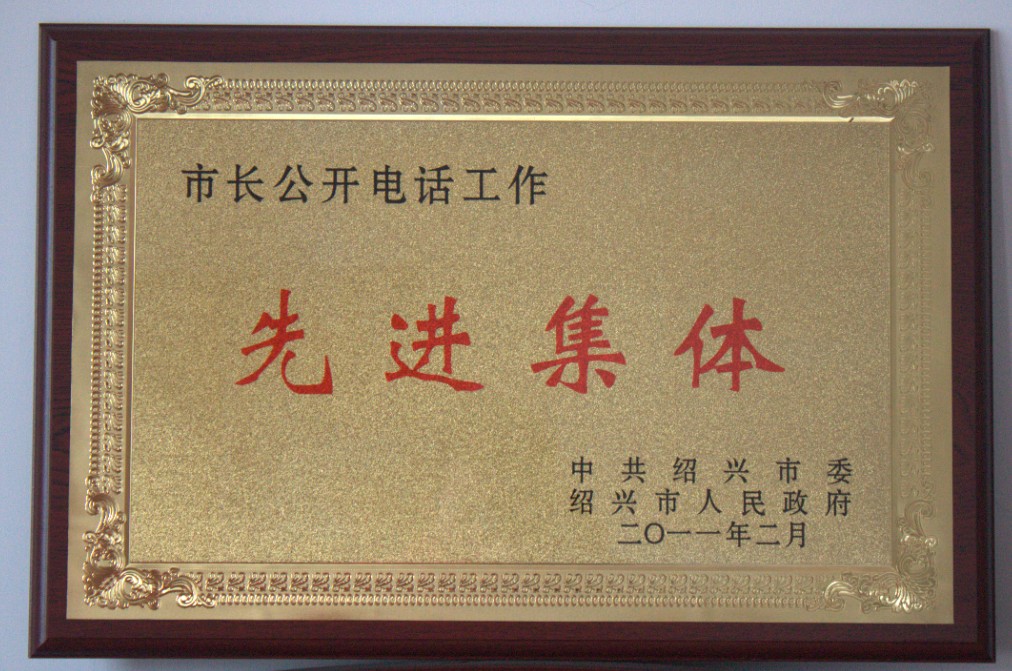 市长公开电话工作
先进集体
中共绍兴市委
绍兴市人民政府
二〇一一年二月